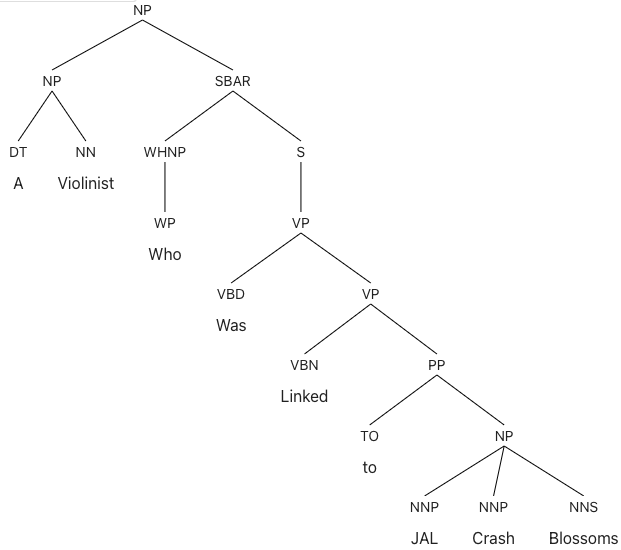 NP
NP SBAR
DT NN WHNP S
A Violinist
WP VP
Who
VBD VP
Was
VBN PP
Linked
TO NP
to
NNP NNP NNS
JAL Crash Blossoms